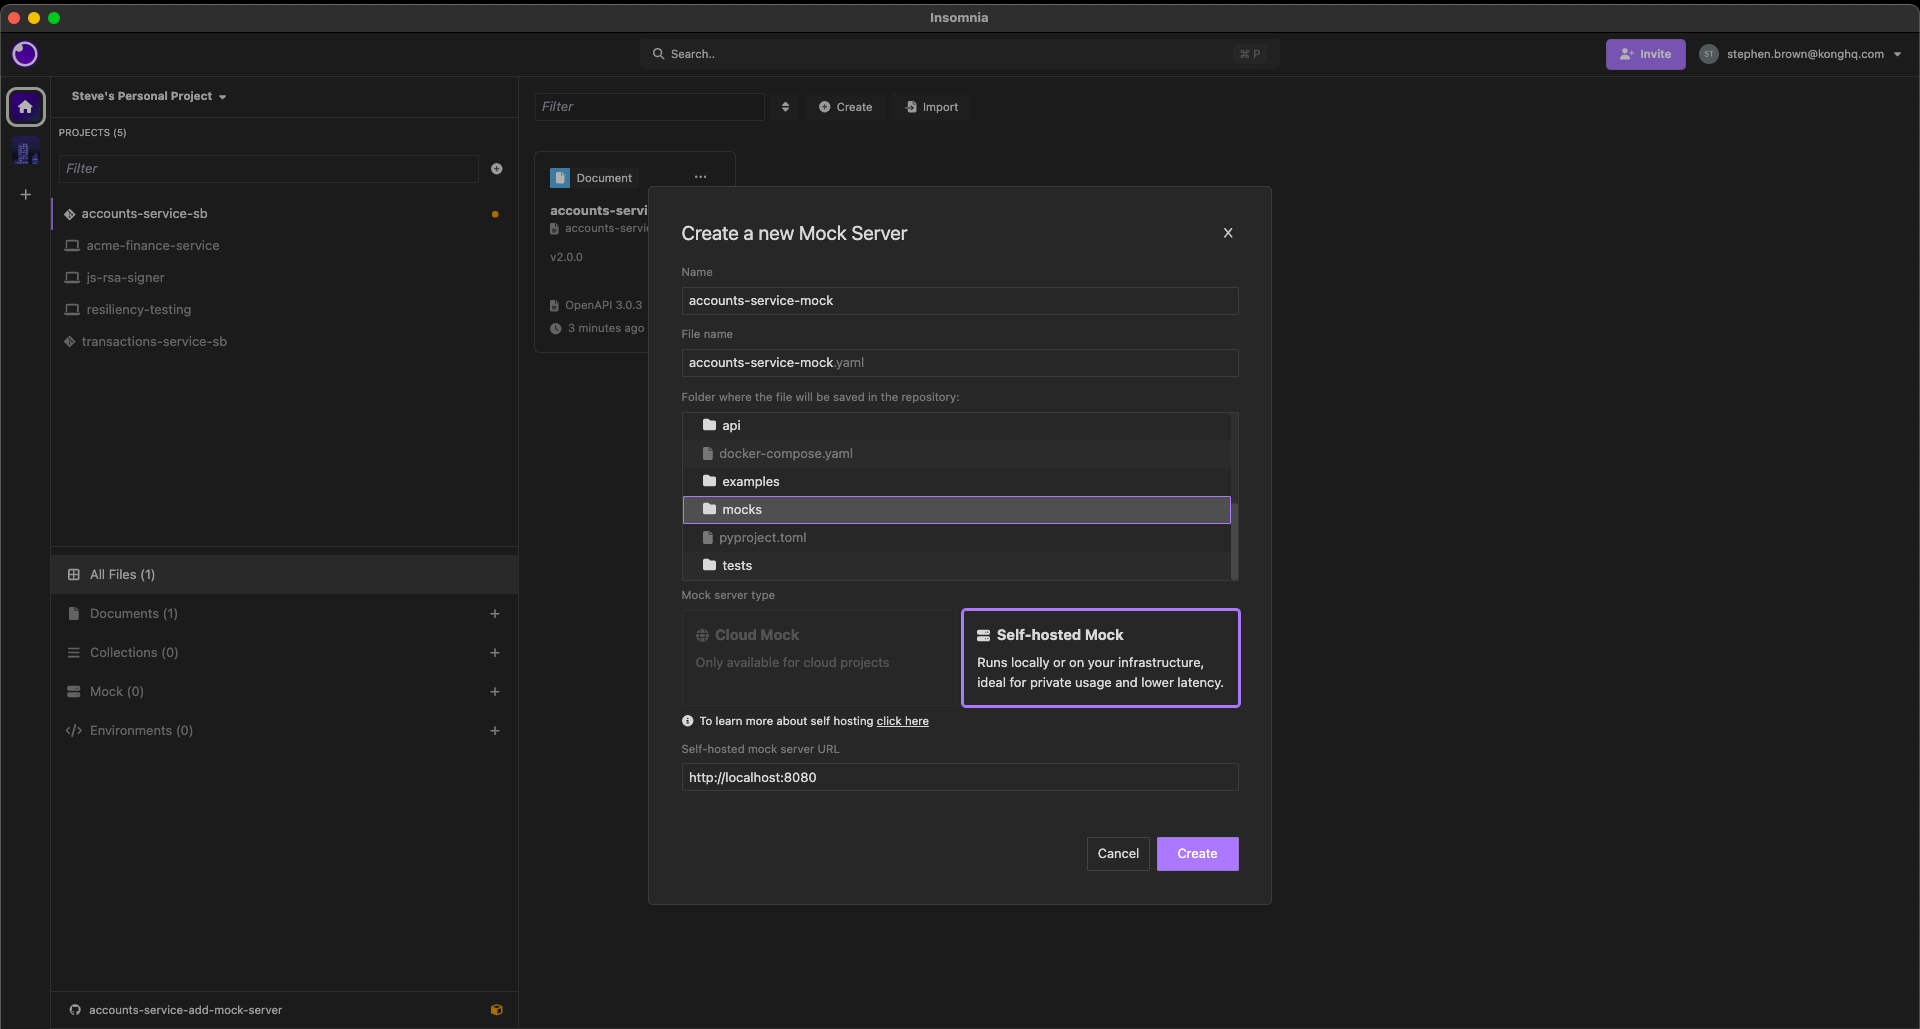 Insomnia
Search..
⌘ P
Invite
ST
stephen.brown@konghq.com
Steve's Personal Project
PROJECTS (5)
Filter
accounts-service-sb
acme-finance-service
js-rsa-signer
resiliency-testing
transactions-service-sb
All Files (1)
Documents (1)
Collections (0)
Mock (0)
Environments (0)
accounts-service-add-mock-server
Filter
Create
Import
Document
accounts-servi
accounts-servi
v2.0.0
OpenAPI 3.0.3
3 minutes ago
Create a new Mock Server
Name
accounts-service-mock
File name
accounts-service-mock.yaml
Folder where the file will be saved in the repository:
api
docker-compose.yaml
examples
mocks
pyproject.toml
tests
Mock server type
Cloud Mock
Only available for cloud projects
Self-hosted Mock
Runs locally or on your infrastructure,
ideal for private usage and lower latency.
To learn more about self hosting click here
Self-hosted mock server URL
http://localhost:8080
Cancel
Create